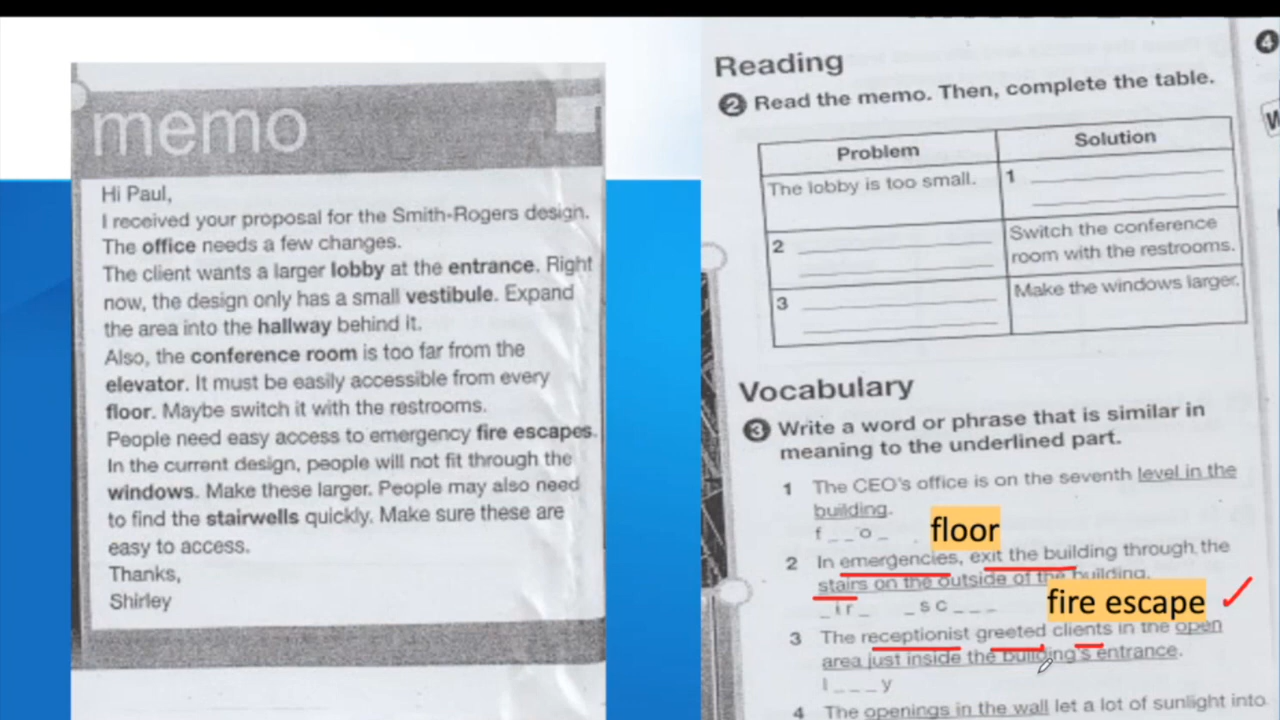 memo
Hi Paul,
I received your proposal for the Smith-Rogers design.
The office needs a few changes.
The client wants a larger lobby at the entrance. Right
now, the design only has a small vestibule. Expand
the area into the hallway behind it.
Also, the conference room is too far from the
elevator. It must be easily accessible from every
floor. Maybe switch it with the restrooms.
People need easy access to emergency fire escapes.
In the current design, people will not fit through the
windows. Make these larger. People may also need
to find the stairwells quickly. Make sure these are
easy to access.
Thanks,
Shirley
Reading
4
2 Read the memo. Then, complete the table.
Problem
Solution
The lobby is too small.
1 ____
____
2 ____
____
Switch the conference
room with the restrooms.
3 ____
____
Make the windows larger.
Vocabulary
3 Write a word or phrase that is similar in
meaning to the underlined part.
1 The CEO's office is on the seventh level in the
building.
f _ _ o _
floor
2 In emergencies, exit the building through the
stairs on the outside of the building.
_ i r _ _ s c _ _ _
fire escape
3 The receptionist greeted clients in the open
area just inside the building's entrance.
l _ _ _ y
4 The openings in the wall let a lot of sunlight into